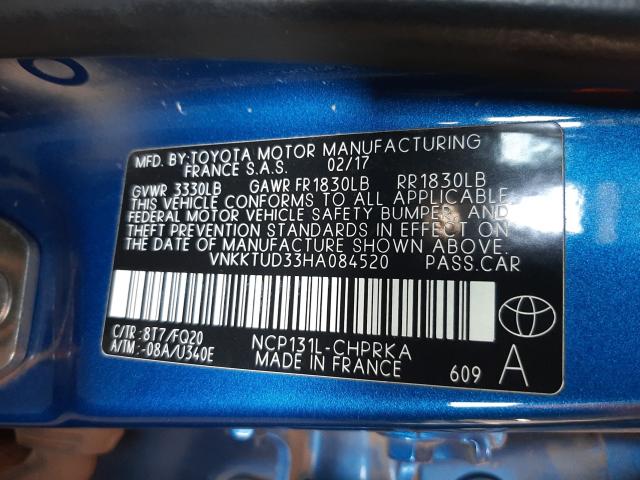 MFD. BY: TOYOTA MOTOR MANUFACTURING
FRANCE S.A.S. 02/17
GVWR 3330LB GAWR FR1830LB RR1830LB
THIS VEHICLE CONFORMS TO ALL APPLICABLE
FEDERAL MOTOR VEHICLE SAFETY BUMPER, AND
THEFT PREVENTION STANDARDS IN EFFECT ON
THE DATE OF MANUFACTURE SHOWN ABOVE.
VNKKTUD33HA084520 PASS.CAR
C/TR: 8T7/FQ20 NCP131L-CHPRKA
A/TM: -08A/U340E MADE IN FRANCE 609 A